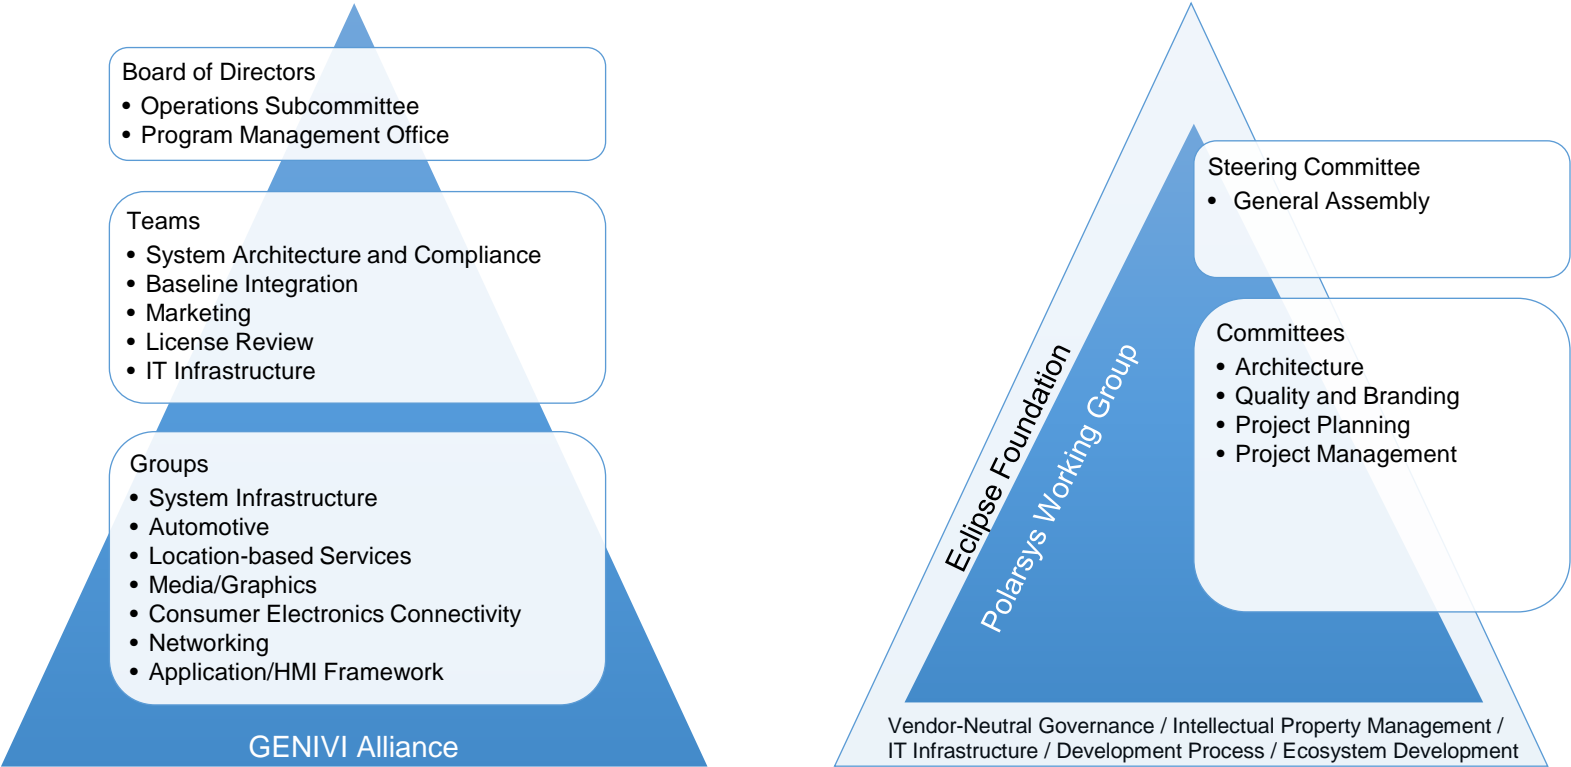 Board of Directors
• Operations Subcommittee
• Program Management Office
Teams
• System Architecture and Compliance
• Baseline Integration
• Marketing
• License Review
• IT Infrastructure
Groups
• System Infrastructure
• Automotive
• Location-based Services
• Media/Graphics
• Consumer Electronics Connectivity
• Networking
• Application/HMI Framework
GENIVI Alliance
Steering Committee
• General Assembly
Committees
• Architecture
• Quality and Branding
• Project Planning
• Project Management
Eclipse Foundation
Polarsys Working Group
Vendor-Neutral Governance / Intellectual Property Management /
IT Infrastructure / Development Process / Ecosystem Development